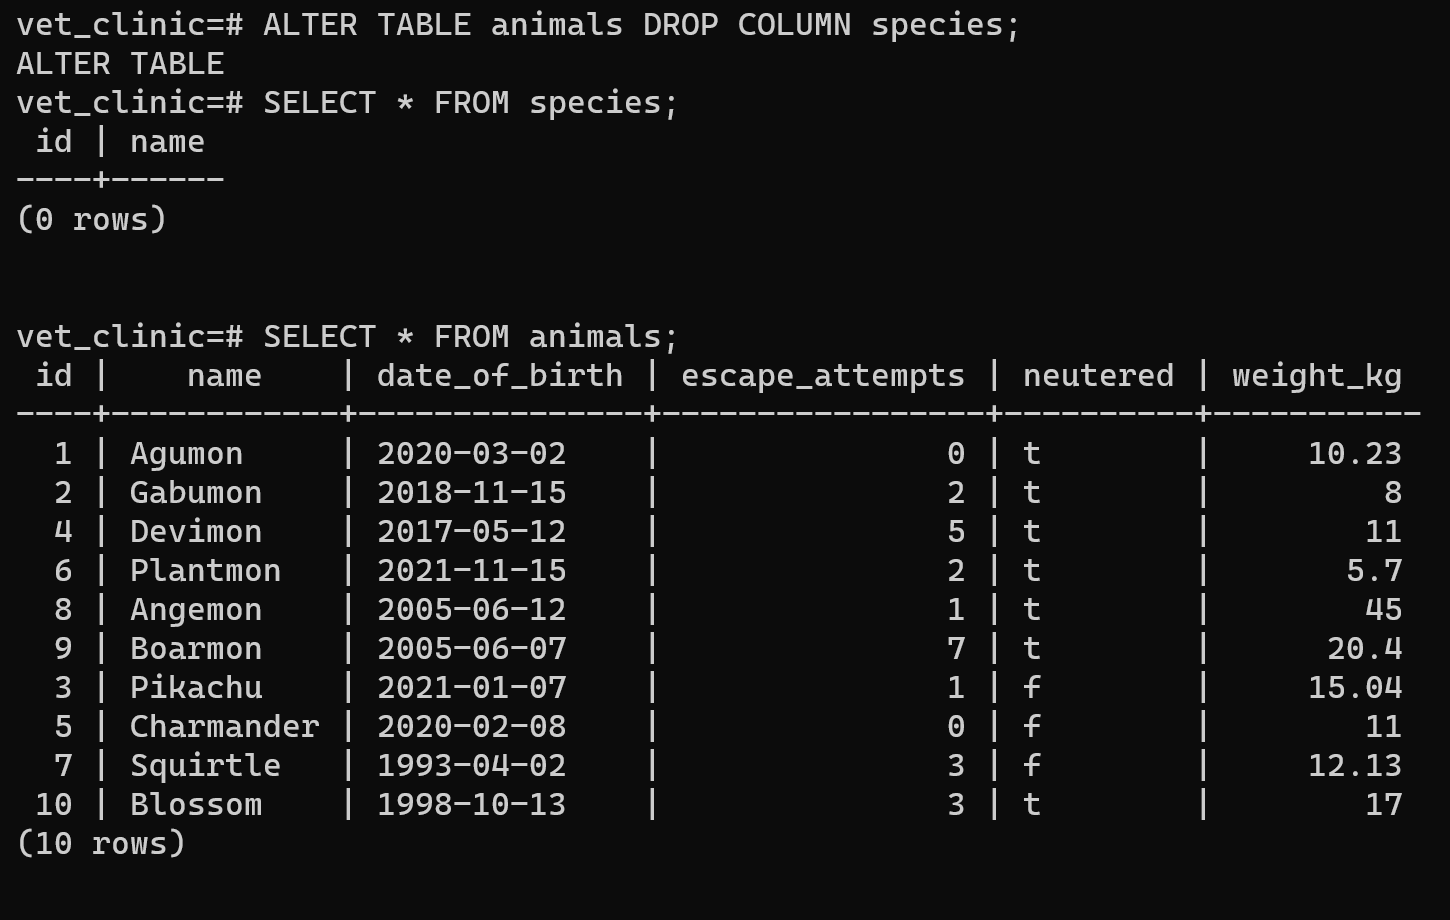 vet_clinic=# ALTER TABLE animals DROP COLUMN species;
ALTER TABLE
vet_clinic=# SELECT * FROM species;
 id | name
----+------
(0 rows)


vet_clinic=# SELECT * FROM animals;
 id |    name    | date_of_birth | escape_attempts | neutered | weight_kg
----+------------+---------------+-----------------+----------+-----------
  1 | Agumon     | 2020-03-02    |               0 | t        |     10.23
  2 | Gabumon    | 2018-11-15    |               2 | t        |         8
  4 | Devimon    | 2017-05-12    |               5 | t        |        11
  6 | Plantmon   | 2021-11-15    |               2 | t        |       5.7
  8 | Angemon    | 2005-06-12    |               1 | t        |        45
  9 | Boarmon    | 2005-06-07    |               7 | t        |      20.4
  3 | Pikachu    | 2021-01-07    |               1 | f        |     15.04
  5 | Charmander | 2020-02-08    |               0 | f        |        11
  7 | Squirtle   | 1993-04-02    |               3 | f        |     12.13
 10 | Blossom    | 1998-10-13    |               3 | t        |        17
(10 rows)